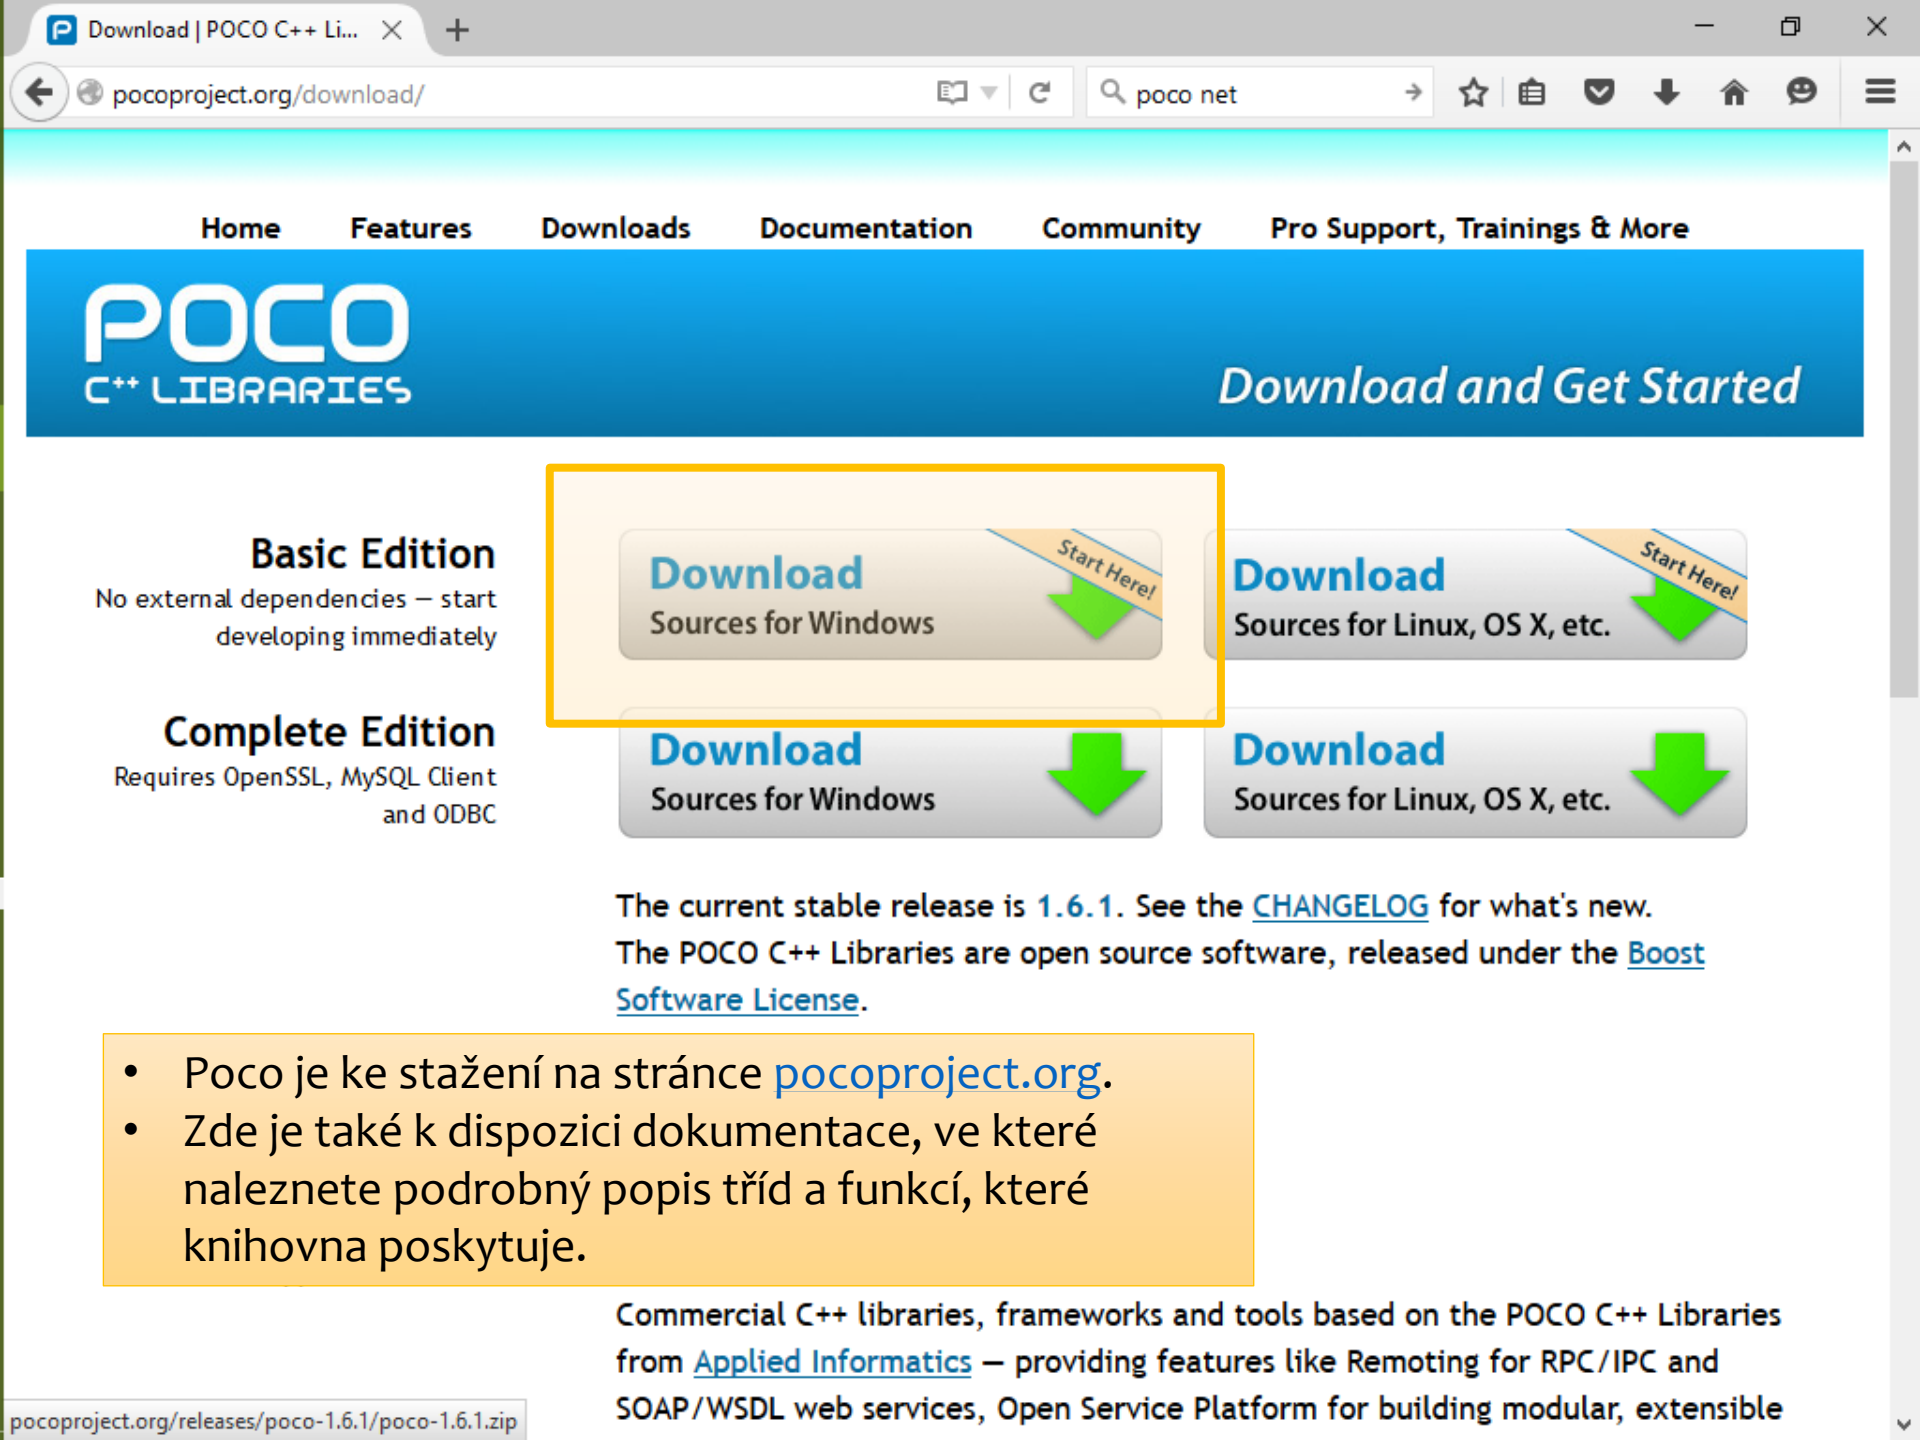 Download | POCO C++ Li...
pocoproject.org/download/
poco net
Home Features Downloads Documentation Community Pro Support, Trainings & More
POCO
C++ LIBRARIES
Download and Get Started
Basic Edition
No external dependencies — start
developing immediately
Download
Sources for Windows
Start Here!
Download
Sources for Linux, OS X, etc.
Start Here!
Complete Edition
Requires OpenSSL, MySQL Client
and ODBC
Download
Sources for Windows
Download
Sources for Linux, OS X, etc.
The current stable release is 1.6.1. See the CHANGELOG for what's new.
The POCO C++ Libraries are open source software, released under the Boost
Software License.
• Poco je ke stažení na stránce pocoproject.org.
• Zde je také k dispozici dokumentace, ve které
naleznete podrobný popis tříd a funkcí, které
knihovna poskytuje.
Commercial C++ libraries, frameworks and tools based on the POCO C++ Libraries
from Applied Informatics — providing features like Remoting for RPC/IPC and
SOAP/WSDL web services, Open Service Platform for building modular, extensible
pocoproject.org/releases/poco-1.6.1/poco-1.6.1.zip